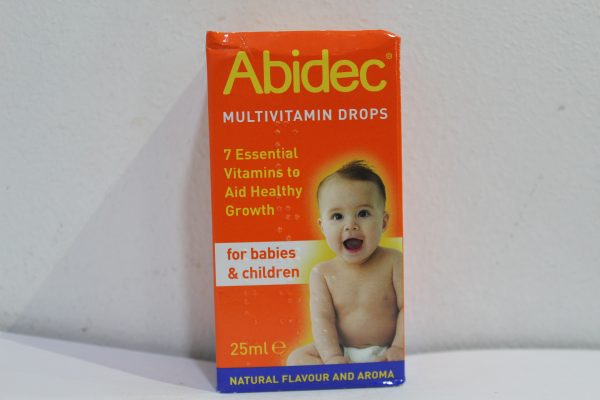 Abidec®
MULTIVITAMIN DROPS
7 Essential
Vitamins to
Aid Healthy
Growth
for babies
& children
25ml ℮
NATURAL FLAVOUR AND AROMA